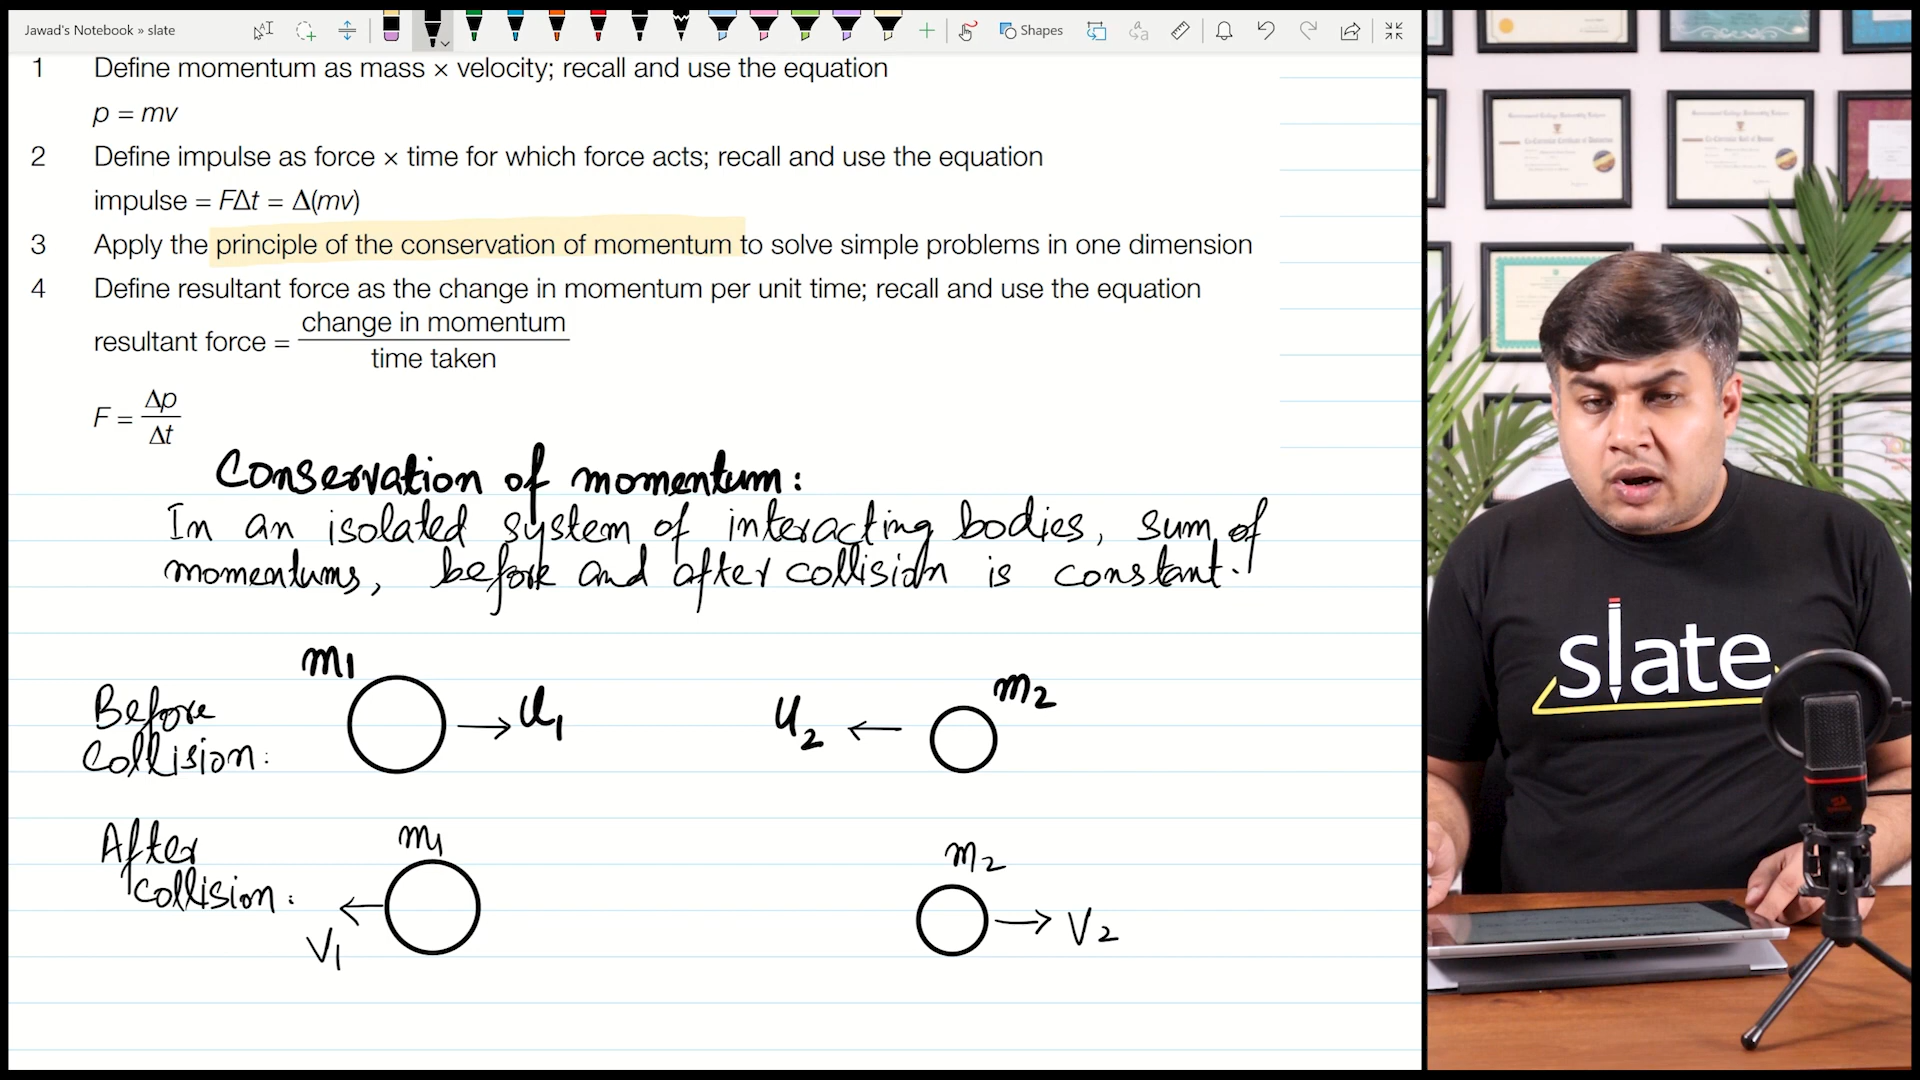 Jawad's Notebook » slate
Shapes
1 Define momentum as mass × velocity; recall and use the equation
p = mv
2 Define impulse as force × time for which force acts; recall and use the equation
impulse = FΔt = Δ(mv)
3 Apply the principle of the conservation of momentum to solve simple problems in one dimension
4 Define resultant force as the change in momentum per unit time; recall and use the equation
resultant force = change in momentum
time taken
F = Δp
Δt
Conservation of momentum:
In an isolated system of interacting bodies, sum of
momentums, before and after collision is constant.
m1
m2
Before
Collision:
u1
u2
After
Collision:
m1
m2
v1
v2
slate